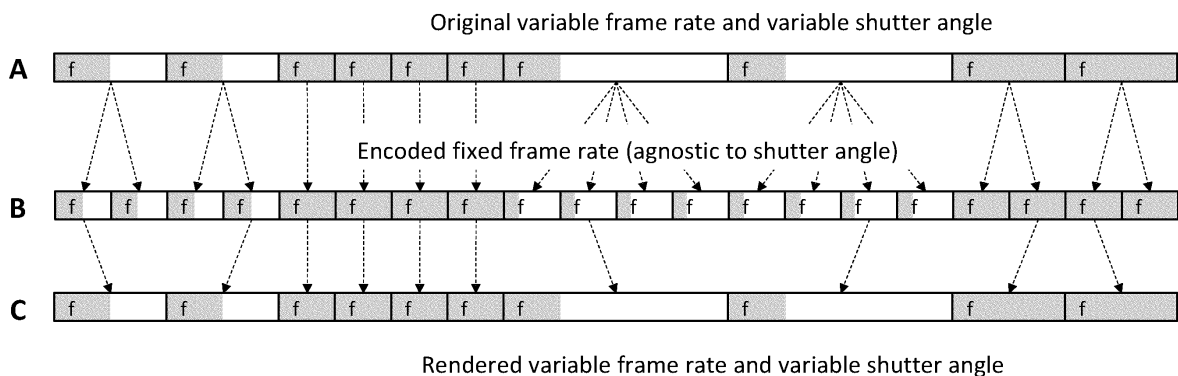 Original variable frame rate and variable shutter angle
A f f f f f f f f f f
Encoded fixed frame rate (agnostic to shutter angle)
B f f f f f f f f f f f f f f f f f f f f
C f f f f f f f f f f
Rendered variable frame rate and variable shutter angle